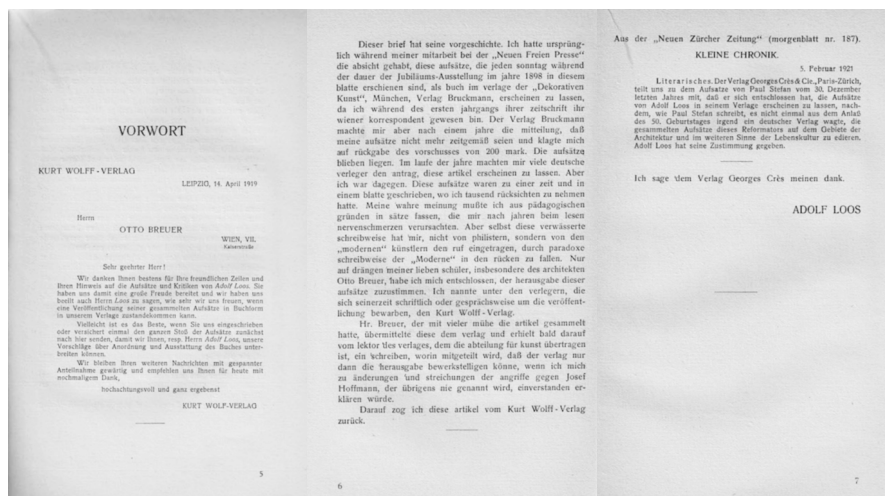 VORWORT
KURT WOLFF-VERLAG
LEIPZIG, 14. April 1919
Herrn
OTTO BREUER
WIEN, VII.
Kaiserstraße
Sehr geehrter Herr!
Wir danken Ihnen bestens für Ihre freundlichen Zeilen und
Ihren Hinweis auf die Aufsätze und Kritiken von Adolf Loos. Sie
haben uns damit eine große Freude bereitet und wir haben uns
beeilt auch Herrn Loos zu sagen, wie sehr wir uns freuen, wenn
eine Veröffentlichung seiner gesammelten Aufsätze in Buchform
in unserem Verlage zustandekommen kann.
Vielleicht ist es das Beste, wenn Sie uns eingeschrieben
oder versichert einmal den ganzen Stoß der Aufsätze zunächst
nach hier senden, damit wir Ihnen, resp. Herrn Adolf Loos, unsere
Vorschläge über Anordnung und Ausstattung des Buches unter-
breiten können.
Wir bleiben Ihren weiteren Nachrichten mit gespannter
Anteilnahme gewärtig und empfehlen uns Ihnen für heute mit
nochmaligem Dank,
hochachtungsvoll und ganz ergebenst
KURT WOLF-VERLAG
5
Dieser brief hat seine vorgeschichte. Ich hatte ursprüng-
lich während meiner mitarbeit bei der „Neuen Freien Presse“
die absicht gehabt, diese aufsätze, die jeden sonntag während
der dauer der Jubiläums-Ausstellung im jahre 1898 in diesem
blatte erschienen sind, als buch im verlage der „Dekorativen
Kunst“, München, Verlag Bruckmann, erscheinen zu lassen,
da ich während des ersten jahrgangs ihrer zeitschrift ihr
wiener korrespondent gewesen bin. Der Verlag Bruckmann
machte mir aber nach einem jahre die mitteilung, daß
meine aufsätze nicht mehr zeitgemäß seien und klagte mich
auf rückgabe des vorschusses von 200 mark. Die aufsätze
blieben liegen. Im laufe der jahre machten mir viele deutsche
verleger den antrag, diese artikel erscheinen zu lassen. Aber
ich war dagegen. Diese aufsätze waren zu einer zeit und in
einem blatte geschrieben, wo ich tausend rücksichten zu nehmen
hatte. Meine wahre meinung mußte ich aus pädagogischen
gründen in sätze fassen, die mir nach jahren beim lesen
nervenschmerzen verursachten. Aber selbst diese verwässerte
schreibweise hat mir, nicht von philistern, sondern von den
„modernen“ künstlern den ruf eingetragen, durch paradoxe
schreibweise der „Moderne“ in den rücken zu fallen. Nur
auf drängen meiner lieben schüler, insbesondere des architekten
Otto Breuer, habe ich mich entschlossen, der herausgabe dieser
aufsätze zuzustimmen. Ich nannte unter den verlegern, die
sich seinerzeit schriftlich oder gesprächsweise um die veröffent-
lichung bewarben, den Kurt Wolff-Verlag.
Hr. Breuer, der mit vieler mühe die artikel gesammelt
hatte, übermittelte diese dem verlag und erhielt bald darauf
vom lektor des verlages, dem die abteilung für kunst übertragen
ist, ein schreiben, worin mitgeteilt wird, daß der verlag nur
dann die herausgabe bewerkstelligen könne, wenn ich mich
zu änderungen und streichungen der angriffe gegen Josef
Hoffmann, der übrigens nie genannt wird, einverstanden er-
klären würde.
Darauf zog ich diese artikel vom Kurt Wolff-Verlag
zurück.
6
Aus der „Neuen Zürcher Zeitung“ (morgenblatt nr. 187).
KLEINE CHRONIK.
5. Februar 1921
Literarisches. Der Verlag Georges Crès & Cie., Paris-Zürich,
teilt uns zu dem Aufsatze von Paul Stefan vom 30. Dezember
letzten Jahres mit, daß er sich entschlossen hat, die Aufsätze
von Adolf Loos in seinem Verlage erscheinen zu lassen, nach-
dem, wie Paul Stefan schreibt, es nicht einmal aus dem Anlaß
des 50. Geburtstages irgend ein deutscher Verlag wagte, die
gesammelten Aufsätze dieses Reformators auf dem Gebiete der
Architektur und im weiteren Sinne der Lebenskultur zu edieren.
Adolf Loos hat seine Zustimmung gegeben.
Ich sage dem Verlag Georges Crès meinen dank.
ADOLF LOOS
7